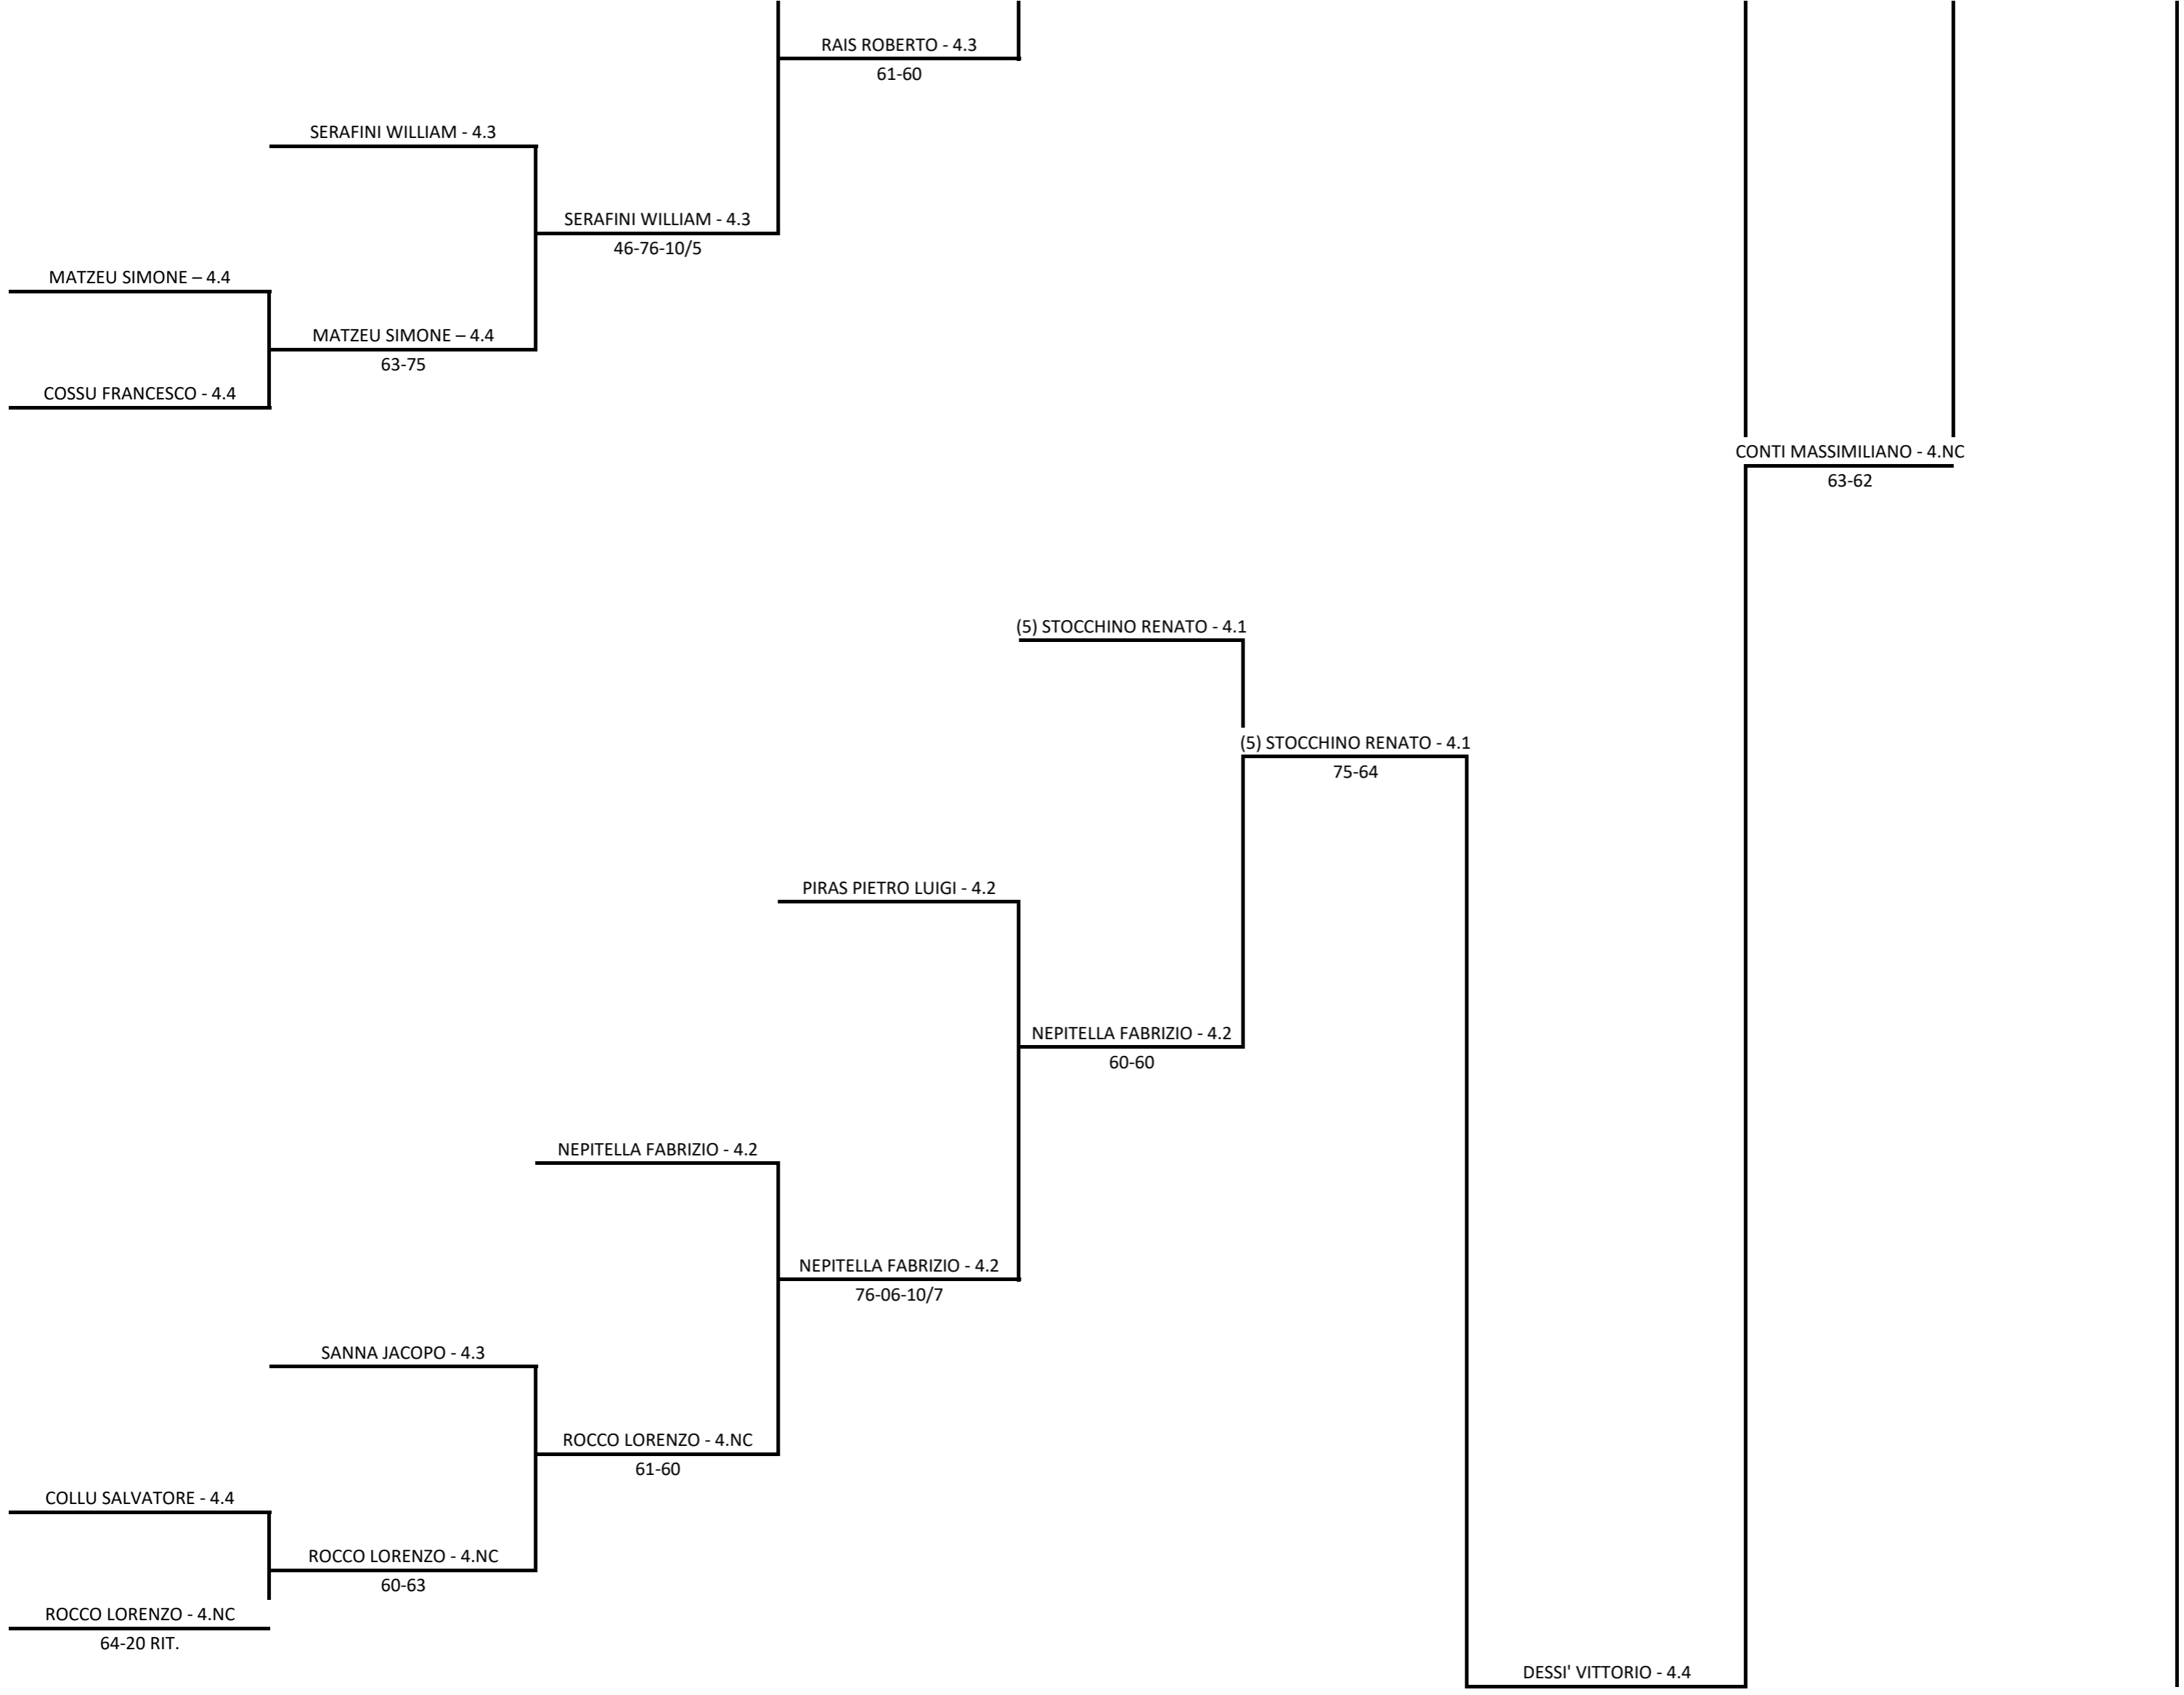 RAIS ROBERTO - 4.3
61-60
SERAFINI WILLIAM - 4.3
SERAFINI WILLIAM - 4.3
46-76-10/5
MATZEU SIMONE – 4.4
MATZEU SIMONE – 4.4
63-75
COSSU FRANCESCO - 4.4
CONTI MASSIMILIANO - 4.NC
63-62
(5) STOCCHINO RENATO - 4.1
(5) STOCCHINO RENATO - 4.1
75-64
PIRAS PIETRO LUIGI - 4.2
NEPITELLA FABRIZIO - 4.2
60-60
NEPITELLA FABRIZIO - 4.2
NEPITELLA FABRIZIO - 4.2
76-06-10/7
SANNA JACOPO - 4.3
ROCCO LORENZO - 4.NC
61-60
COLLU SALVATORE - 4.4
ROCCO LORENZO - 4.NC
60-63
ROCCO LORENZO - 4.NC
64-20 RIT.
DESSI' VITTORIO - 4.4